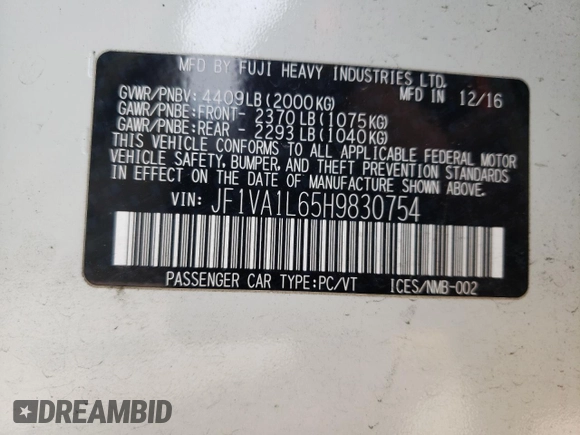 MFD BY FUJI HEAVY INDUSTRIES LTD.
GVWR/PNBV: 4409LB(2000KG) MFD IN 12/16
GAWR/PNBE:FRONT- 2370LB(1075KG)
GAWR/PNBE:REAR - 2293LB(1040KG)
THIS VEHICLE CONFORMS TO ALL APPLICABLE FEDERAL MOTOR
VEHICLE SAFETY, BUMPER, AND THEFT PREVENTION STANDARDS
IN EFFECT ON THE DATE OF MANUFACTURE SHOWN ABOVE.
VIN: JF1VA1L65H9830754
PASSENGER CAR TYPE:PC/VT ICES/NMB-002
DREAMBID